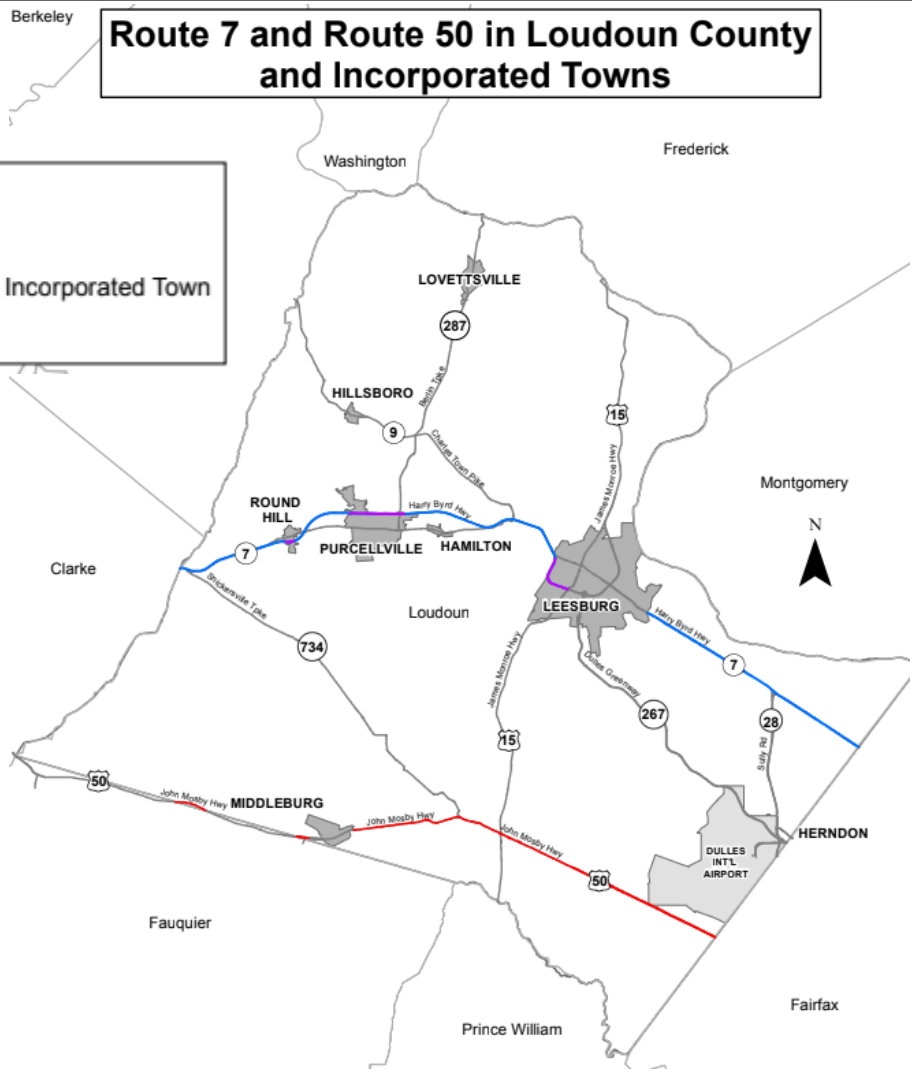 Berkeley
Route 7 and Route 50 in Loudoun County
and Incorporated Towns
Washington
Frederick
Incorporated Town
LOVETTSVILLE
287
Berlin Tpke
HILLSBORO
9
15
Charles Town Pike
James Monroe Hwy
Montgomery
ROUND
HILL
Harry Byrd Hwy
N
PURCELLVILLE
HAMILTON
7
Clarke
Snickersville Tpke
LEESBURG
Loudoun
Harry Byrd Hwy
734
7
James Monroe Hwy
Dulles Greenway
267
28
15
Sully Rd
50
John Mosby Hwy
MIDDLEBURG
John Mosby Hwy
John Mosby Hwy
HERNDON
DULLES
INT'L
AIRPORT
50
Fauquier
Fairfax
Prince William